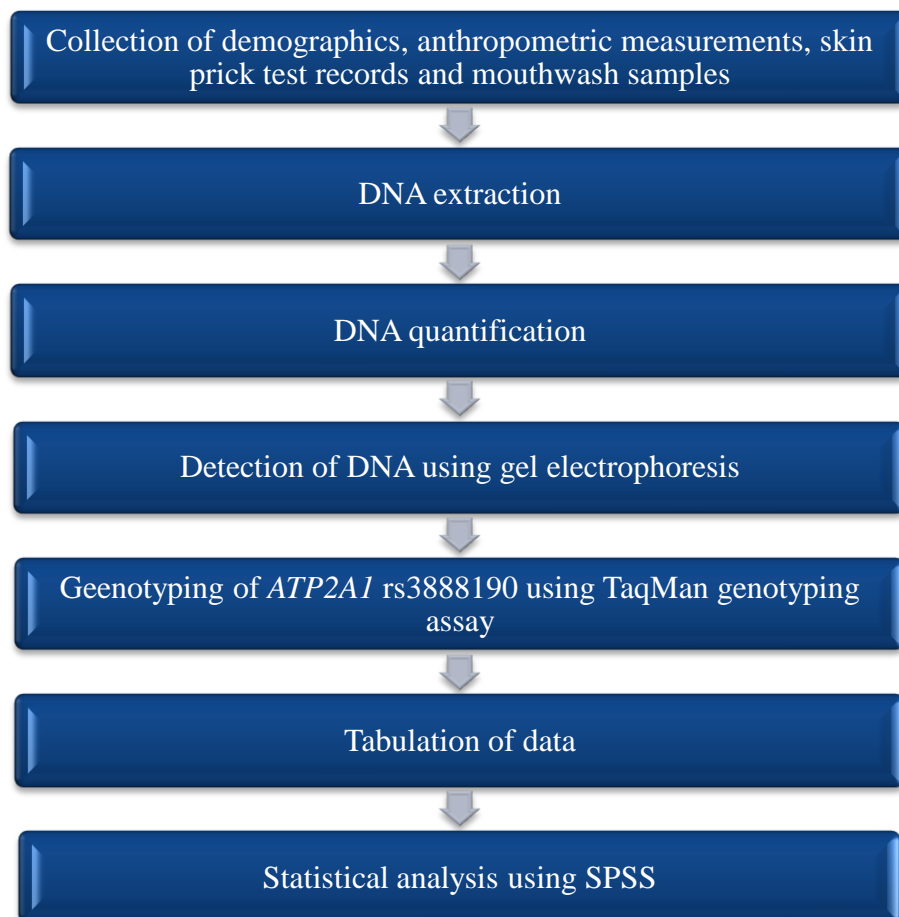 Collection of demographics, anthropometric measurements, skin
prick test records and mouthwash samples
DNA extraction
DNA quantification
Detection of DNA using gel electrophoresis
Geenotyping of ATP2A1 rs3888190 using TaqMan genotyping
assay
Tabulation of data
Statistical analysis using SPSS